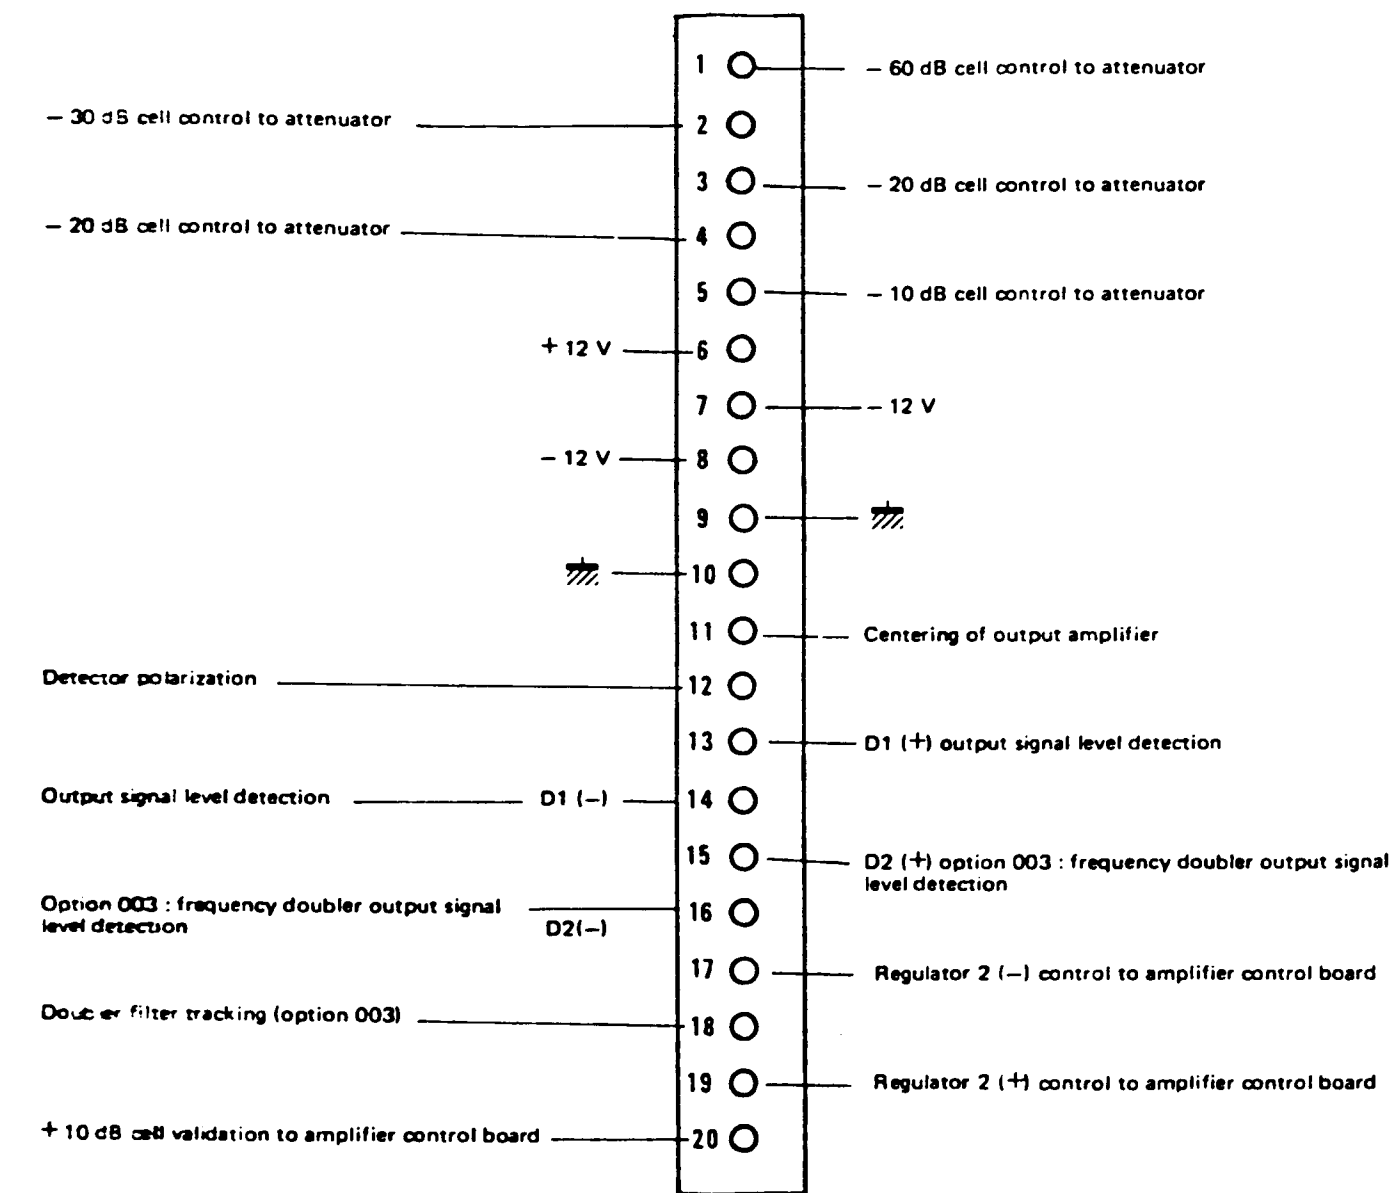 1 — 60 dB cell control to attenuator
— 30 dB cell control to attenuator 2
3 — 20 dB cell control to attenuator
— 20 dB cell control to attenuator 4
5 — 10 dB cell control to attenuator
+ 12 V 6
7 — 12 V
— 12 V 8
9
10
11 Centering of output amplifier
Detector polarization 12
13 D1 (+) output signal level detection
Output signal level detection D1 (—) 14
15 D2 (+) option 003 : frequency doubler output signal
level detection
Option 003 : frequency doubler output signal 16
level detection D2(—)
17 Regulator 2 (—) control to amplifier control board
Doubler filter tracking (option 003) 18
19 Regulator 2 (+) control to amplifier control board
+ 10 dB cell validation to amplifier control board 20